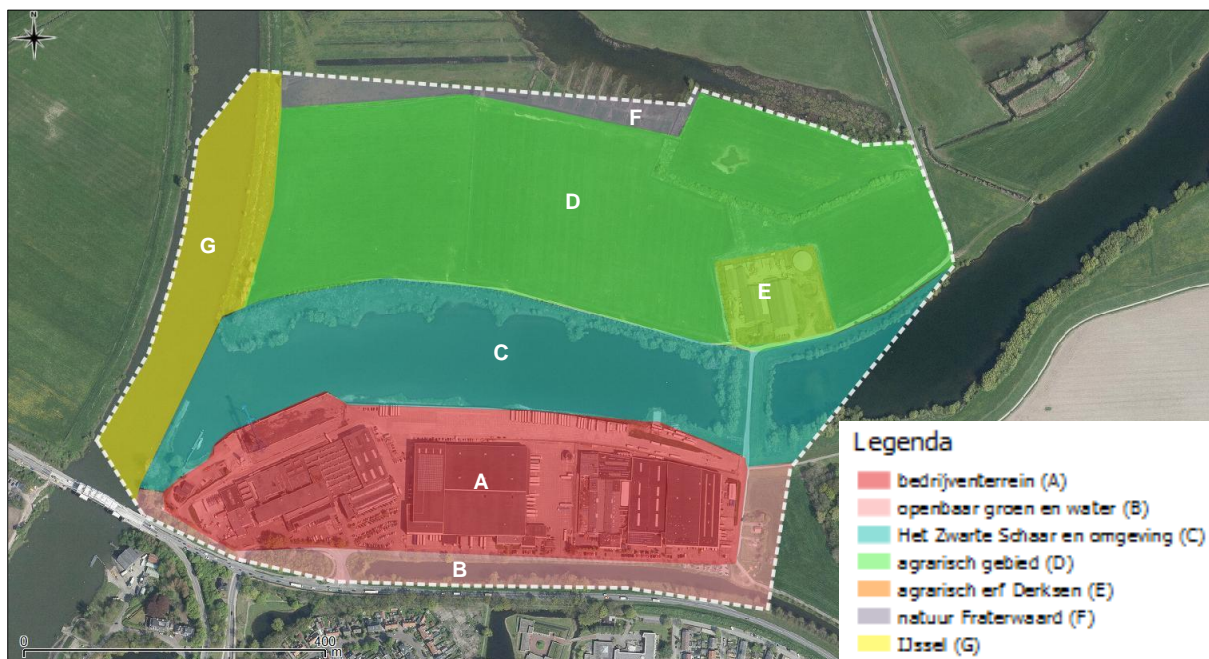 N
F
D
G
E
C
A
B
0 400
m
Legenda
bedrijventerrein (A)
openbaar groen en water (B)
Het Zwarte Schaar en omgeving (C)
agrarisch gebied (D)
agrarisch erf Derksen (E)
natuur Fraterwaard (F)
IJssel (G)